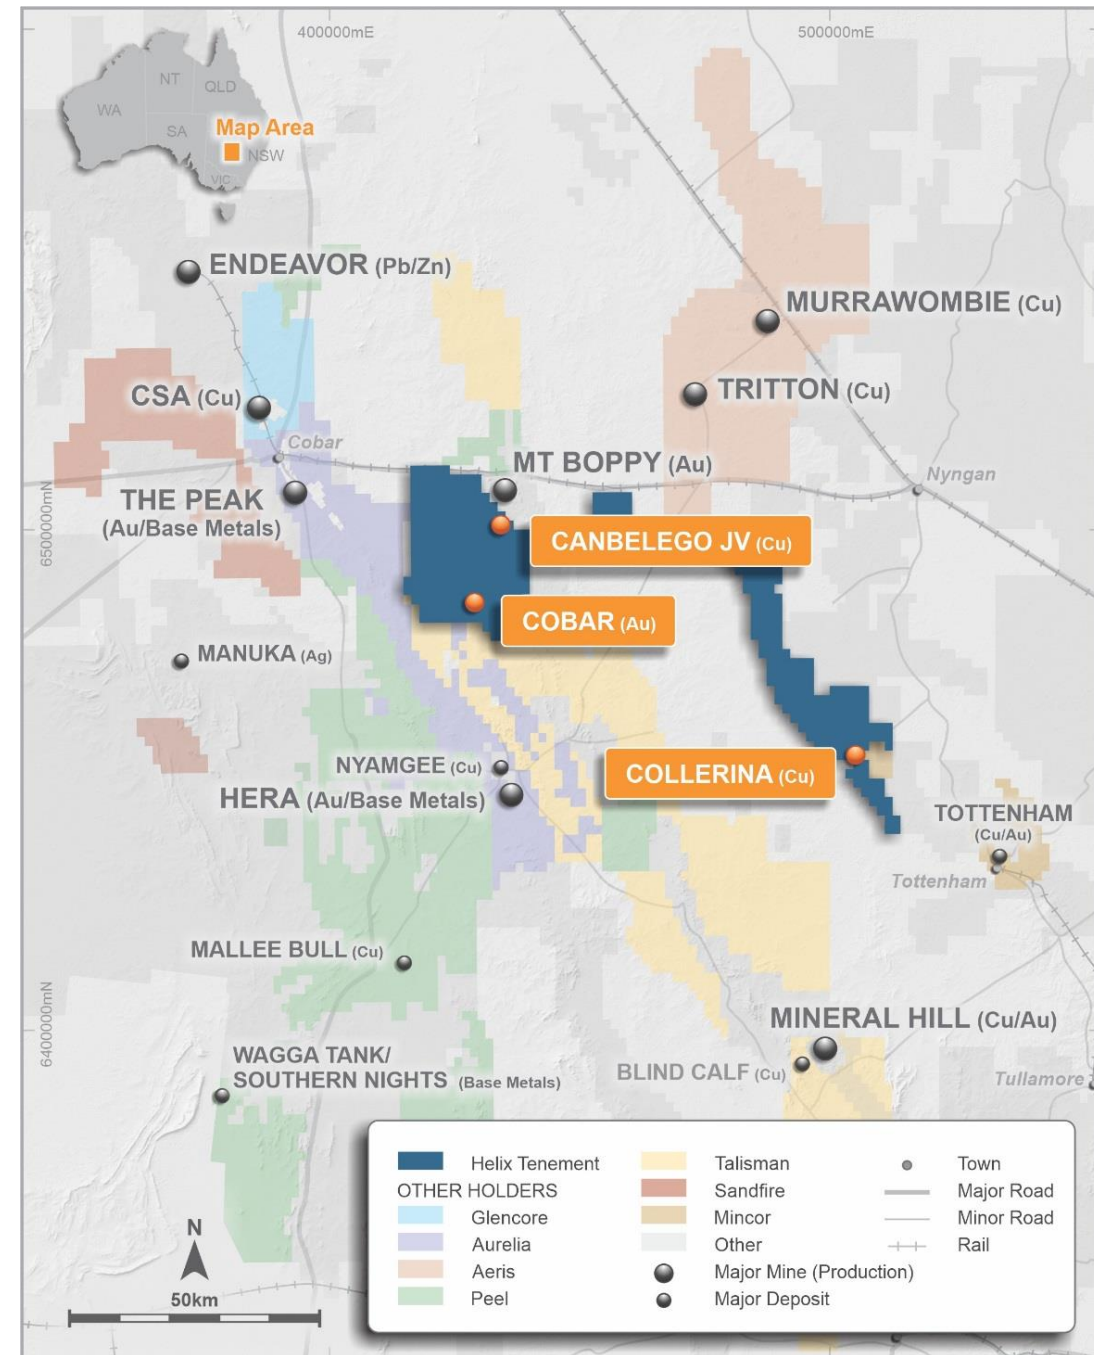 400000mE
500000mE
NT
QLD
WA
SA
Map Area
NSW
VIC
ENDEAVOR (Pb/Zn)
MURRAWOMBIE (Cu)
CSA (Cu)
TRITTON (Cu)
Cobar
MT BOPPY (Au)
Nyngan
THE PEAK
(Au/Base Metals)
6500000mN
CANBELEGO JV (Cu)
COBAR (Au)
MANUKA (Ag)
NYAMGEE (Cu)
COLLERINA (Cu)
HERA (Au/Base Metals)
TOTTENHAM
(Cu/Au)
Tottenham
MALLEE BULL (Cu)
6400000mN
MINERAL HILL (Cu/Au)
WAGGA TANK/
SOUTHERN NIGHTS (Base Metals)
BLIND CALF (Cu)
Tullamore
Helix Tenement
OTHER HOLDERS
Glencore
Aurelia
Aeris
Peel
Talisman
Sandfire
Mincor
Other
Major Mine (Production)
Major Deposit
Town
Major Road
Minor Road
Rail
N
50km